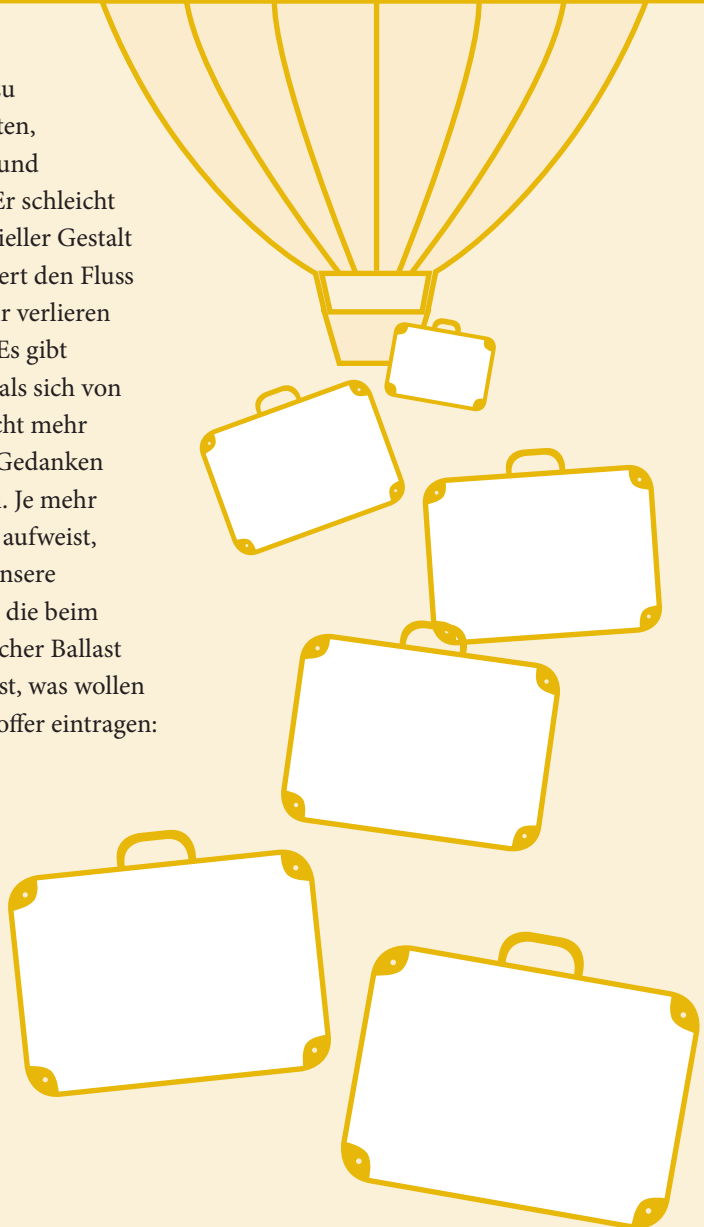 zu
ten,
und
Er schleicht
ieller Gestalt
ert den Fluss
r verlieren
Es gibt
als sich von
cht mehr
Gedanken
. Je mehr
aufweist,
nsere
die beim
cher Ballast
st, was wollen
offer eintragen: